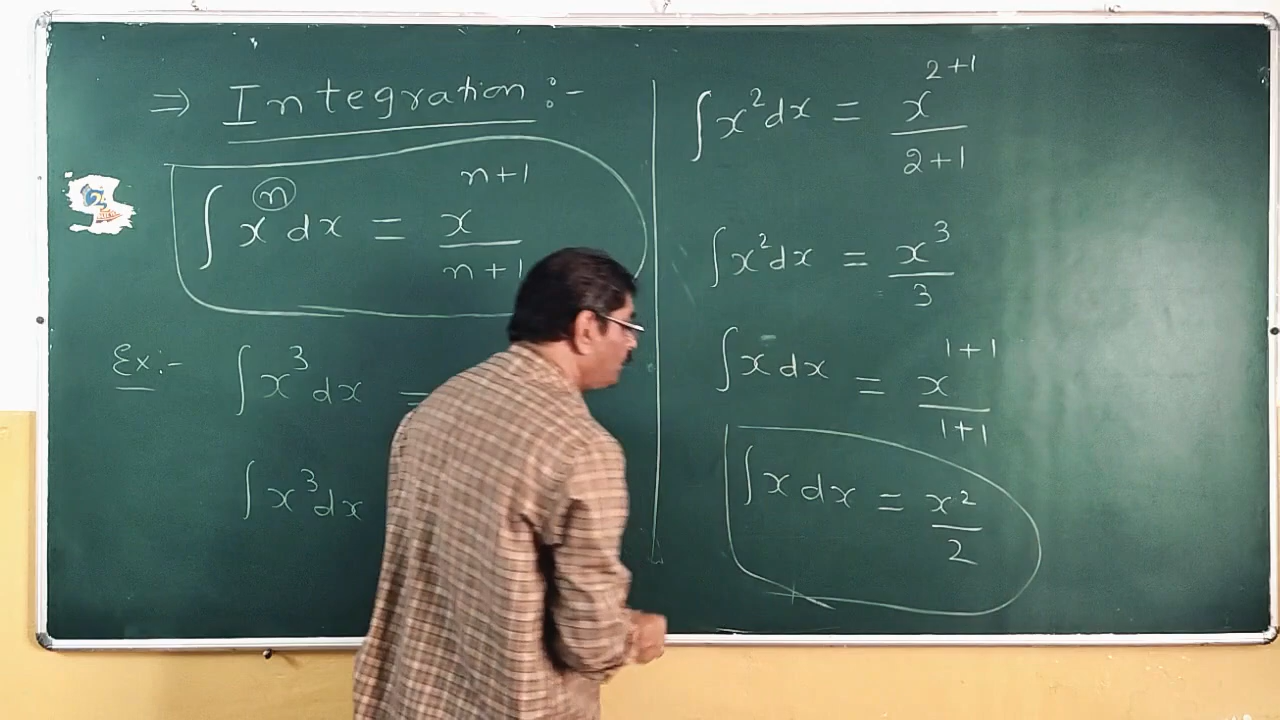 ⇒ Integration :-
∫ xⁿ dx = xⁿ⁺¹ / n+1
Ex:- ∫ x³ dx =
∫ x³ dx
∫ x² dx = x²⁺¹ / 2+1
∫ x² dx = x³ / 3
∫ x dx = x¹⁺¹ / 1+1
∫ x dx = x² / 2